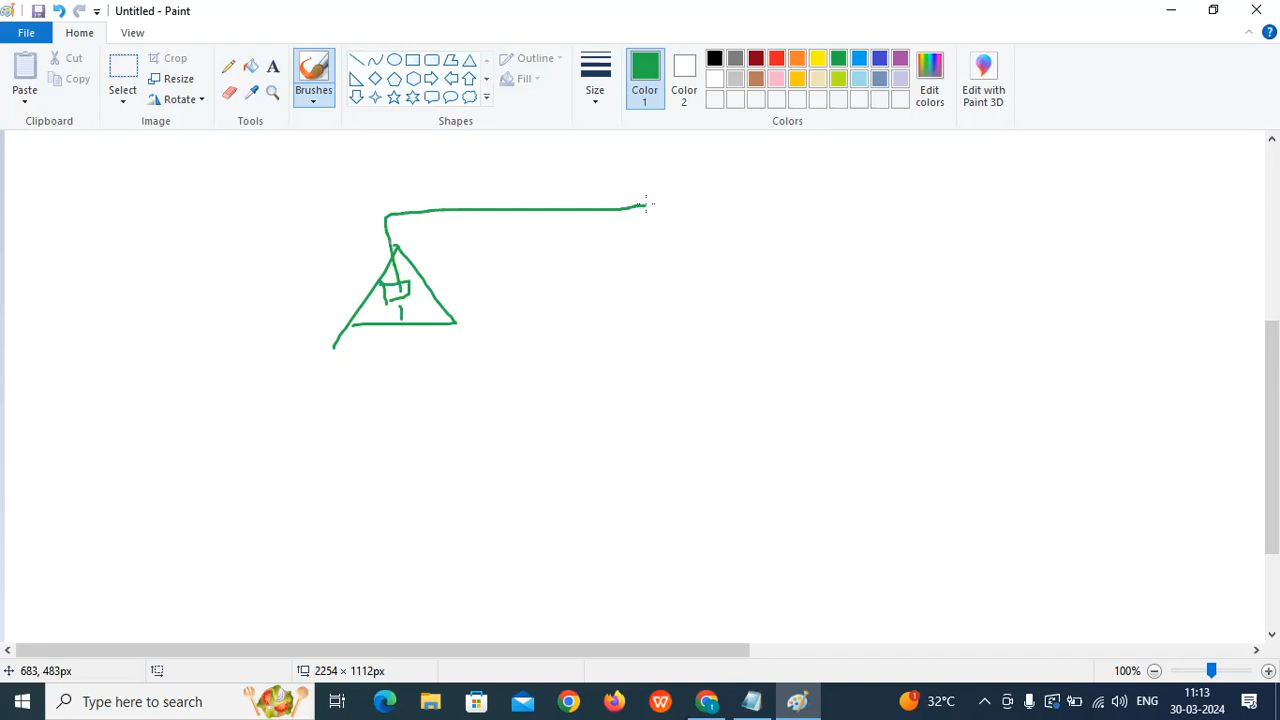 Untitled - Paint
File
Home
View
Paste
Cut
Copy
Clipboard
Select
Crop
Resize
Rotate
Image
Tools
Brushes
Outline
Fill
Shapes
Size
Color 1
Color 2
Edit colors
Colors
Edit with Paint 3D
683, 483px
2254 × 1112px
100%
Type here to search
32°C
ENG
11:13
30-03-2024